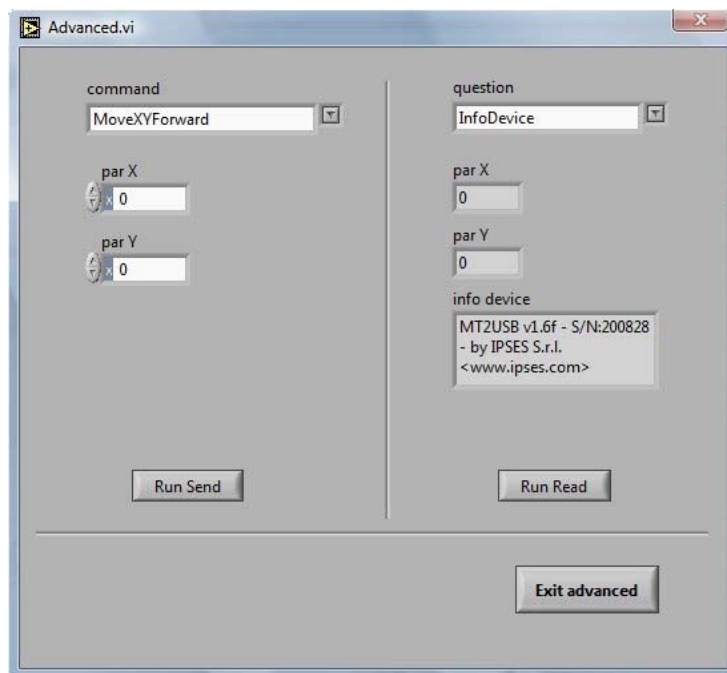 Advanced.vi
command
MoveXYForward
par X
x 0
par Y
x 0
Run Send
question
InfoDevice
par X
0
par Y
0
info device
MT2USB v1.6f - S/N:200828
- by IPSES S.r.l.
<www.ipses.com>
Run Read
Exit advanced